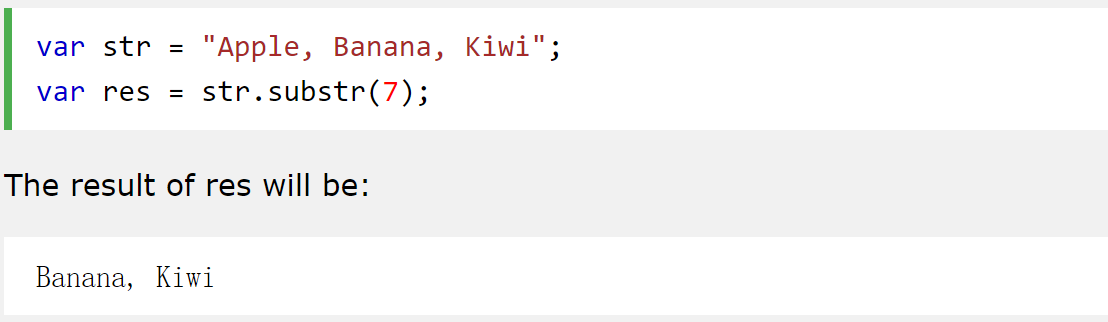 var str = "Apple, Banana, Kiwi";
var res = str.substr(7);
The result of res will be:
Banana, Kiwi